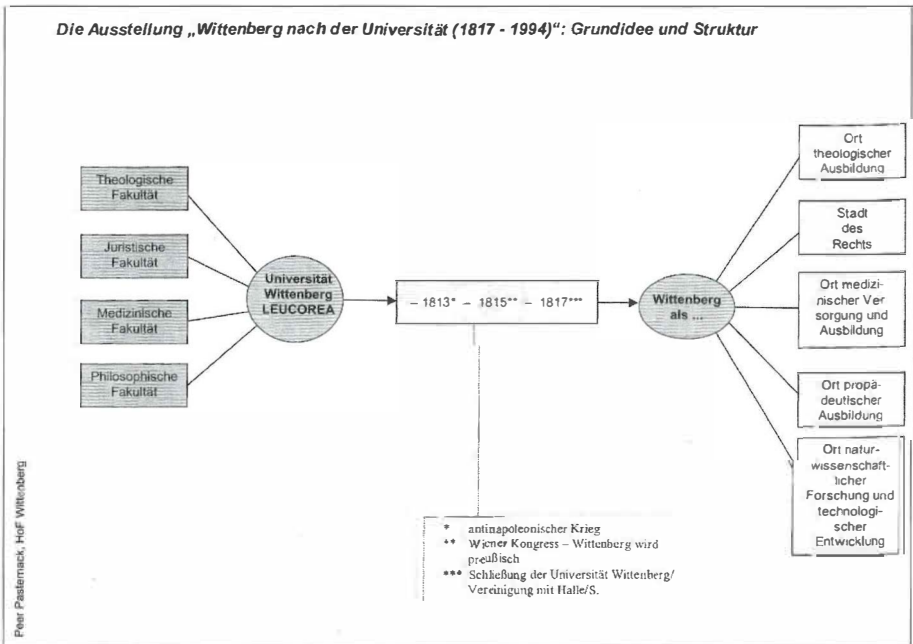 Die Ausstellung „Wittenberg nach der Universität (1817 - 1994)“: Grundidee und Struktur
Theologische
Fakultät
Juristische
Fakultät
Medizinische
Fakultät
Philosophische
Fakultät
Universität
Wittenberg
LEUCOREA
– 1813* – 1815** – 1817***
Wittenberg
als ...
Ort
theologischer
Ausbildung
Stadt
des
Rechts
Ort medizi-
nischer Ver
sorgung und
Ausbildung
Ort propä-
deutischer
Ausbildung
Ort natur-
wissenschaft-
licher
Forschung und
technologi-
scher
Entwicklung
* antinapoleonischer Krieg
** Wiener Kongress – Wittenberg wird
preußisch
*** Schließung der Universität Wittenberg/
Vereinigung mit Halle/S.
Peer Pasternack, HoF Wittenberg